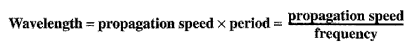 Wavelength = propagation speed × period = propagation speed / frequency